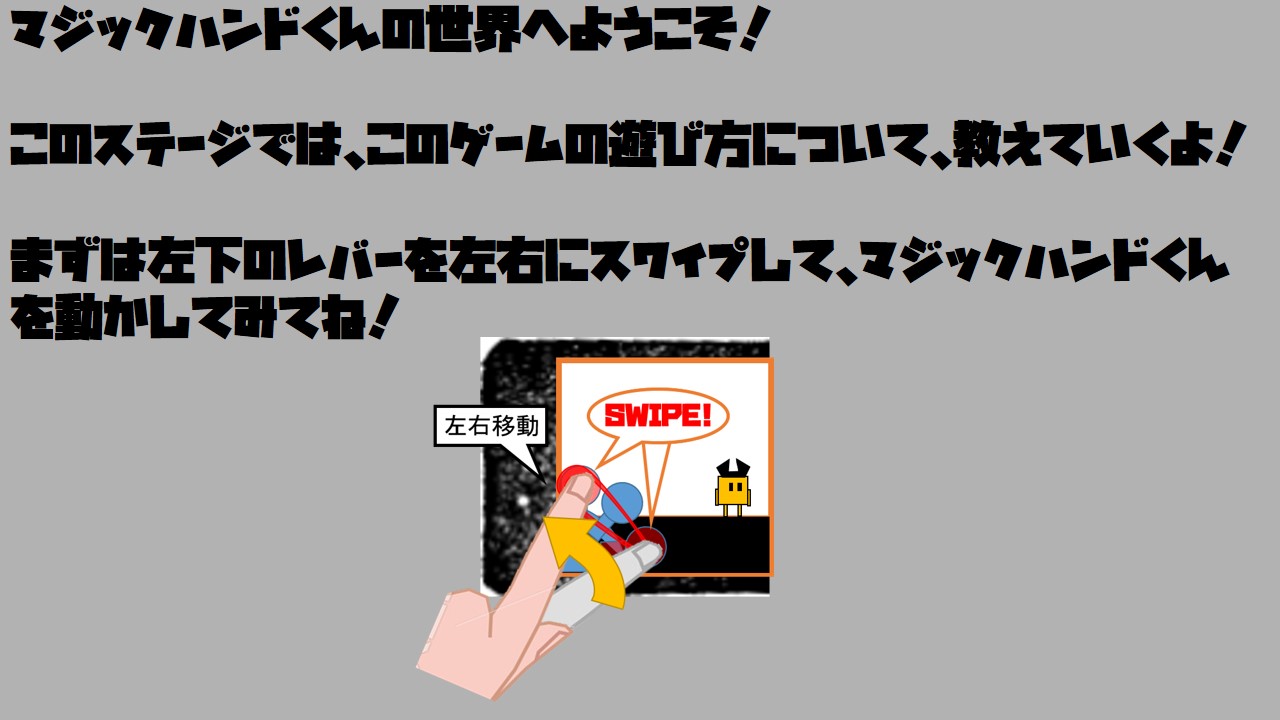 マジックハンドくんの世界へようこそ！
このステージでは、このゲームの遊び方について、教えていくよ！
まずは左下のレバーを左右にスワイプして、マジックハンドくん
を動かしてみてね！
SWIPE!
左右移動